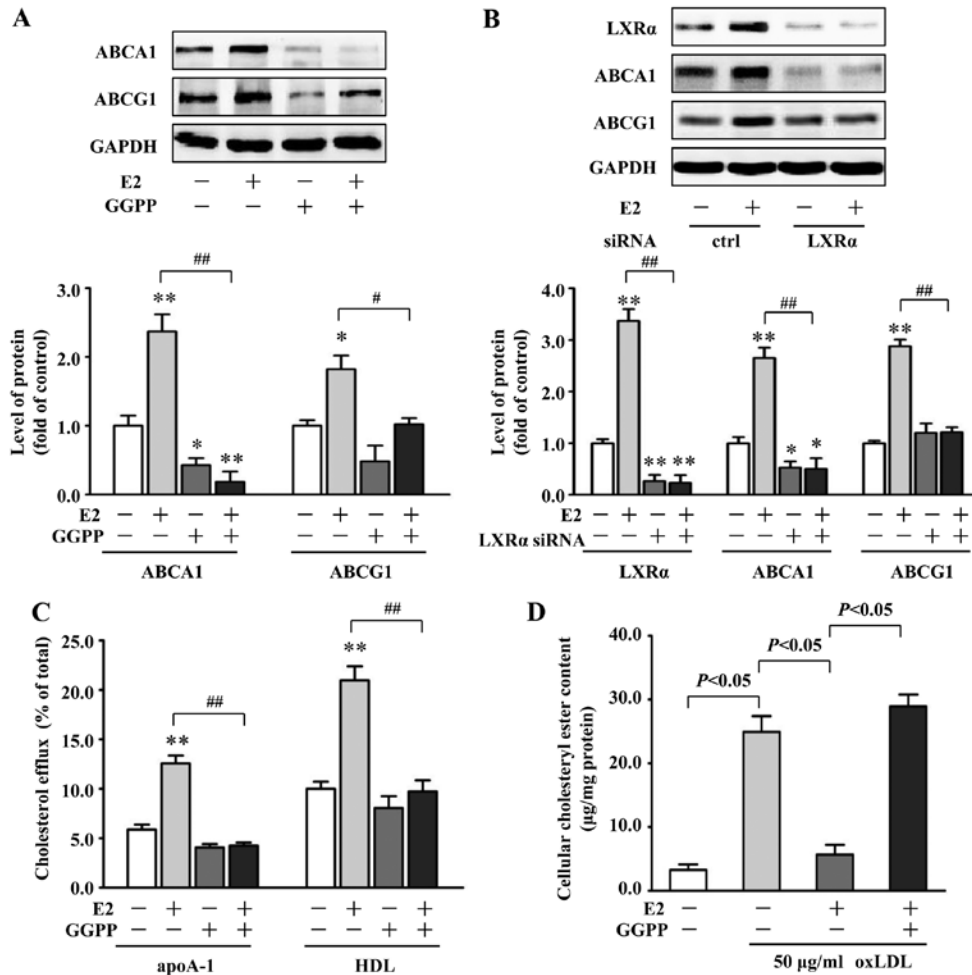 A
ABCA1
ABCG1
GAPDH
E2 − + − +
GGPP − − + +
## #
** * * **
Level of protein
(fold of control)
3.0
2.0
1.0
0.0
E2 − + − + − + − +
GGPP − − + + − − + +
ABCA1 ABCG1
B
LXRα
ABCA1
ABCG1
GAPDH
E2 − + − +
siRNA ctrl LXRα
## ## ##
** ** ** ** * * **
Level of protein
(fold of control)
4.0
3.0
2.0
1.0
0.0
E2 − + − + − + − + − + − +
LXRα siRNA − − + + − − + + − − + +
LXRα ABCA1 ABCG1
C
## ##
** **
Cholesterol efflux (% of total)
25.0
20.0
15.0
10.0
5.0
0.0
E2 − + − + − + − +
GGPP − − + + − − + +
apoA-1 HDL
D
P<0.05
P<0.05
P<0.05
Cellular cholesteryl ester content
(µg/mg protein)
40.0
30.0
20.0
10.0
0.0
E2 − − + +
GGPP − − − +
50 µg/ml oxLDL